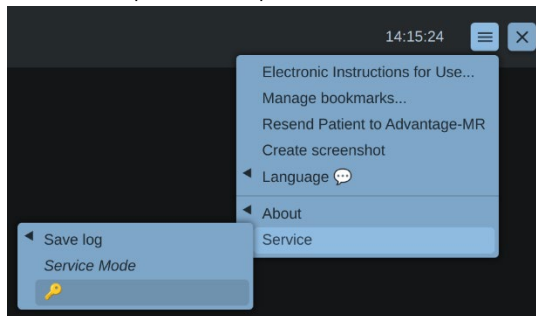 14:15:24
Electronic Instructions for Use...
Manage bookmarks...
Resend Patient to Advantage-MR
Create screenshot
Language 💬
About
Service
Save log
Service Mode
🔑